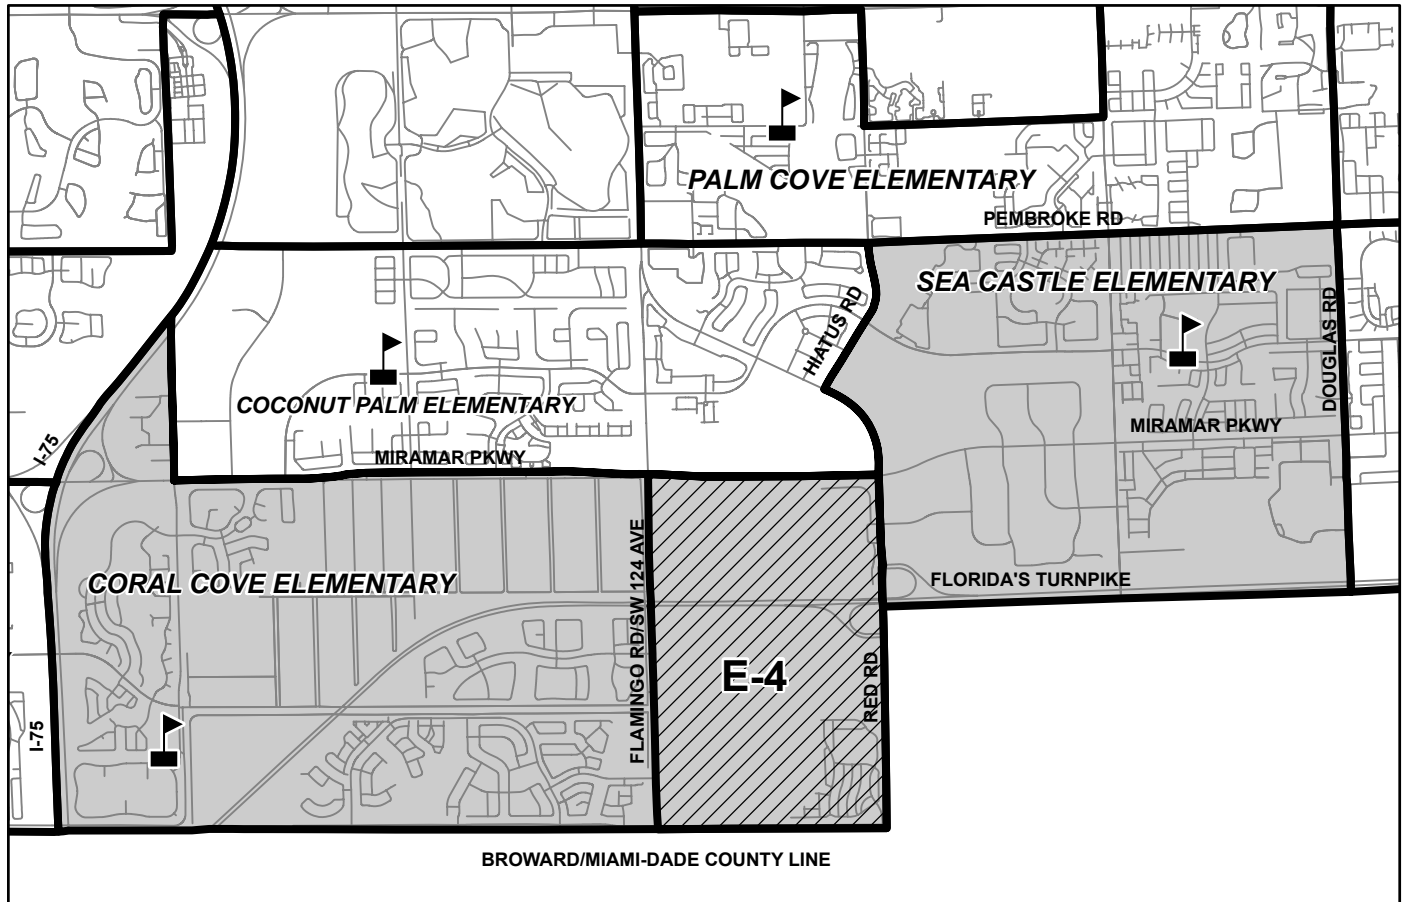 PALM COVE ELEMENTARY
PEMBROKE RD
SEA CASTLE ELEMENTARY
HIATUS RD
DOUGLAS RD
COCONUT PALM ELEMENTARY
MIRAMAR PKWY
I-75
MIRAMAR PKWY
FLAMINGO RD/SW 124 AVE
CORAL COVE ELEMENTARY
FLORIDA'S TURNPIKE
E-4
RED RD
I-75
BROWARD/MIAMI-DADE COUNTY LINE